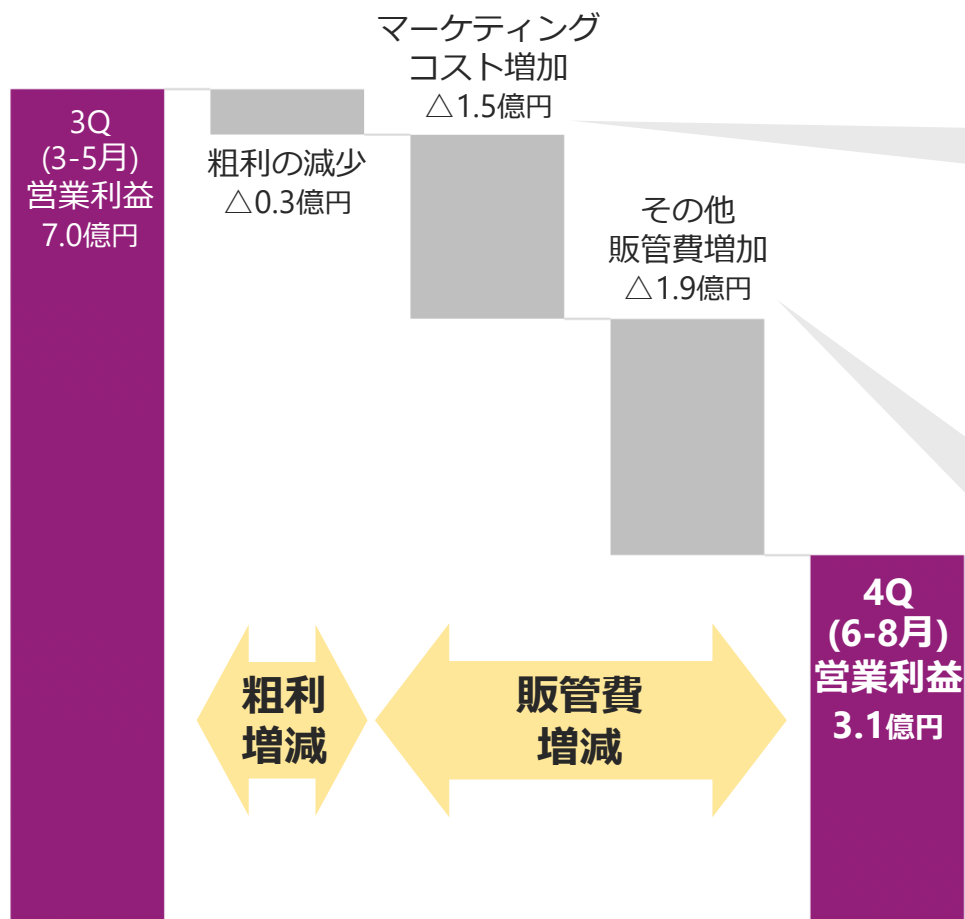 マーケティング
コスト増加
△1.5億円
3Q
(3-5月)
営業利益
7.0億円
粗利の減少
△0.3億円
その他
販管費増加
△1.9億円
4Q
(6-8月)
営業利益
3.1億円
粗利
増減
販管費
増減